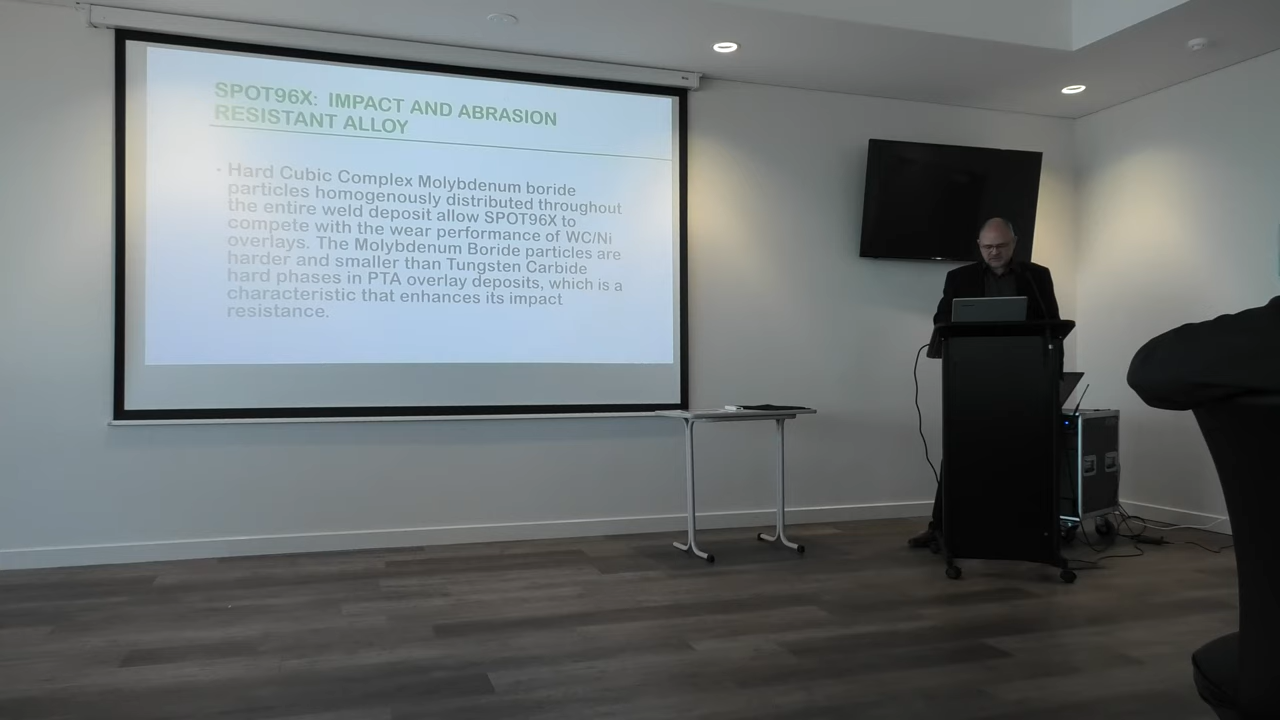 SPOT96X: IMPACT AND ABRASION
RESISTANT ALLOY
• Hard Cubic Complex Molybdenum boride
particles homogenously distributed throughout
the entire weld deposit allow SPOT96X to
compete with the wear performance of WC/Ni
overlays. The Molybdenum Boride particles are
harder and smaller than Tungsten Carbide
hard phases in PTA overlay deposits, which is a
characteristic that enhances its impact
resistance.